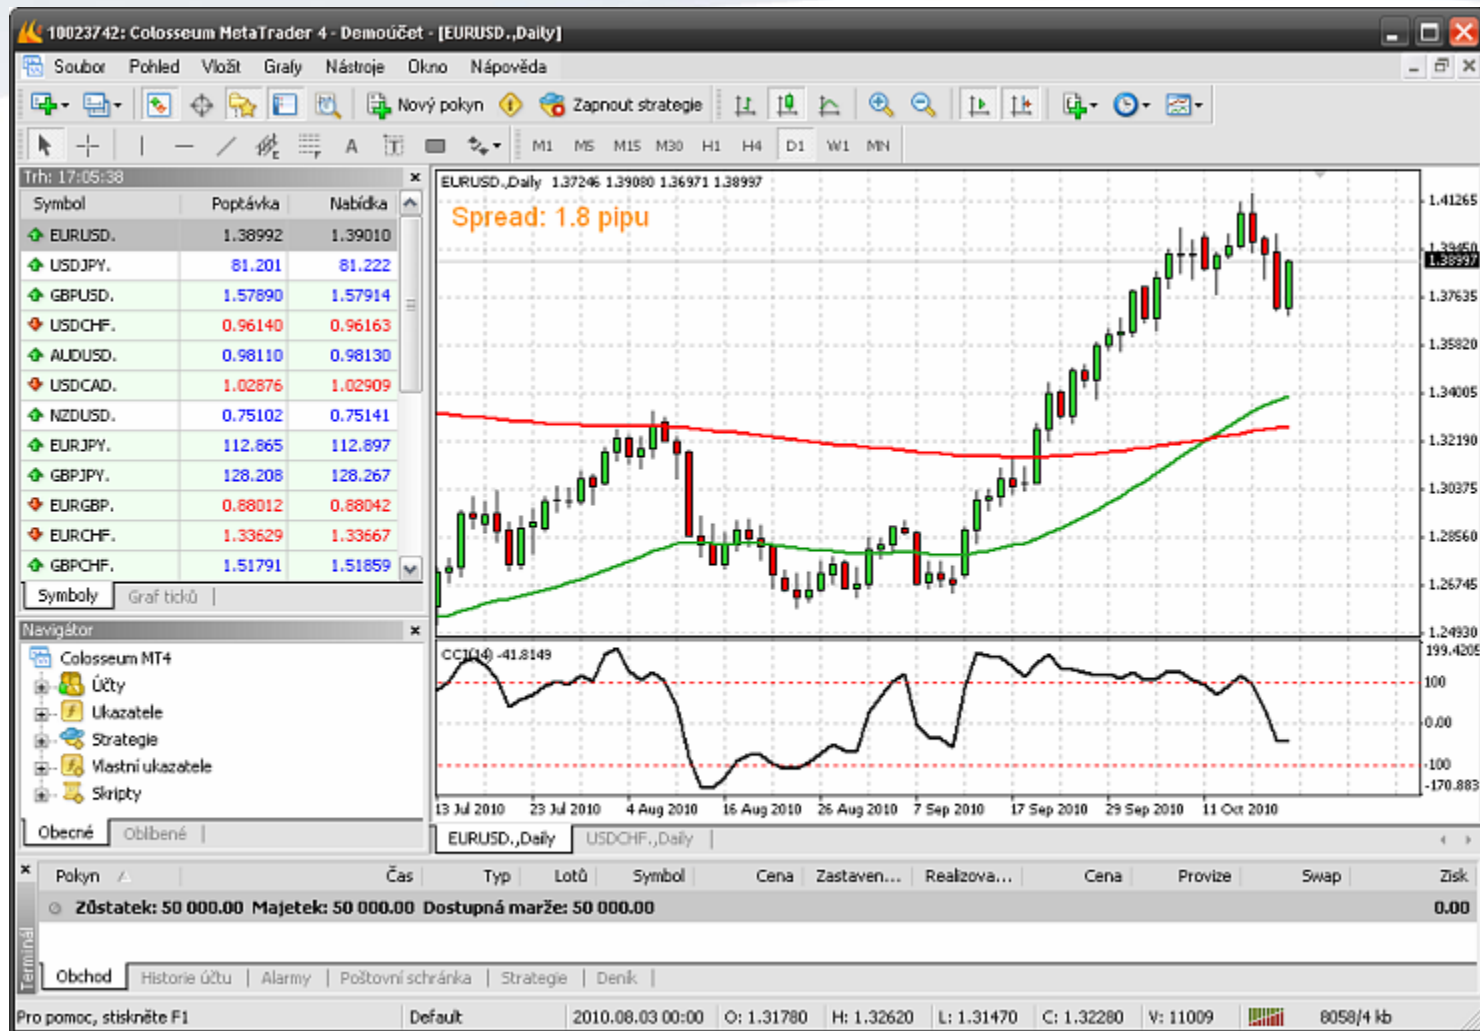 10023742: Colosseum MetaTrader 4 - Demoúčet - [EURUSD.,Daily]
Soubor Pohled Vložit Grafy Nástroje Okno Nápověda
Nový pokyn Zapnout strategie
A T M1 M5 M15 M30 H1 H4 D1 W1 MN
Trh: 17:05:38
Symbol Poptávka Nabídka
EURUSD. 1.38992 1.39010
USDJPY. 81.201 81.222
GBPUSD. 1.57890 1.57914
USDCHF. 0.96140 0.96163
AUDUSD. 0.98110 0.98130
USDCAD. 1.02876 1.02909
NZDUSD. 0.75102 0.75141
EURJPY. 112.865 112.897
GBPJPY. 128.208 128.267
EURGBP. 0.88012 0.88042
EURCHF. 1.33629 1.33667
GBPCHF. 1.51791 1.51859
Symboly Graf ticků
Navigátor
Colosseum MT4
Účty
Ukazatele
Strategie
Vlastní ukazatele
Skripty
Obecné Oblíbené
EURUSD.,Daily 1.37246 1.39080 1.36971 1.38997
Spread: 1.8 pipu
1.41265
1.39450
1.38997
1.37635
1.35820
1.34005
1.32190
1.30375
1.28560
1.26745
1.24930
CCI(14) -41.8149
199.4205
100
0.00
-100
-170.883
13 Jul 2010 23 Jul 2010 4 Aug 2010 16 Aug 2010 26 Aug 2010 7 Sep 2010 17 Sep 2010 29 Sep 2010 11 Oct 2010
EURUSD.,Daily USDCHF.,Daily
Pokyn Čas Typ Lotů Symbol Cena Zastaven... Realizova... Cena Provize Swap Zisk
Zůstatek: 50 000.00 Majetek: 50 000.00 Dostupná marže: 50 000.00 0.00
Terminál
Obchod Historie účtu Alarmy Poštovní schránka Strategie Deník
Pro pomoc, stiskněte F1 Default 2010.08.03 00:00 O: 1.31780 H: 1.32620 L: 1.31470 C: 1.32280 V: 11009 8058/4 kb